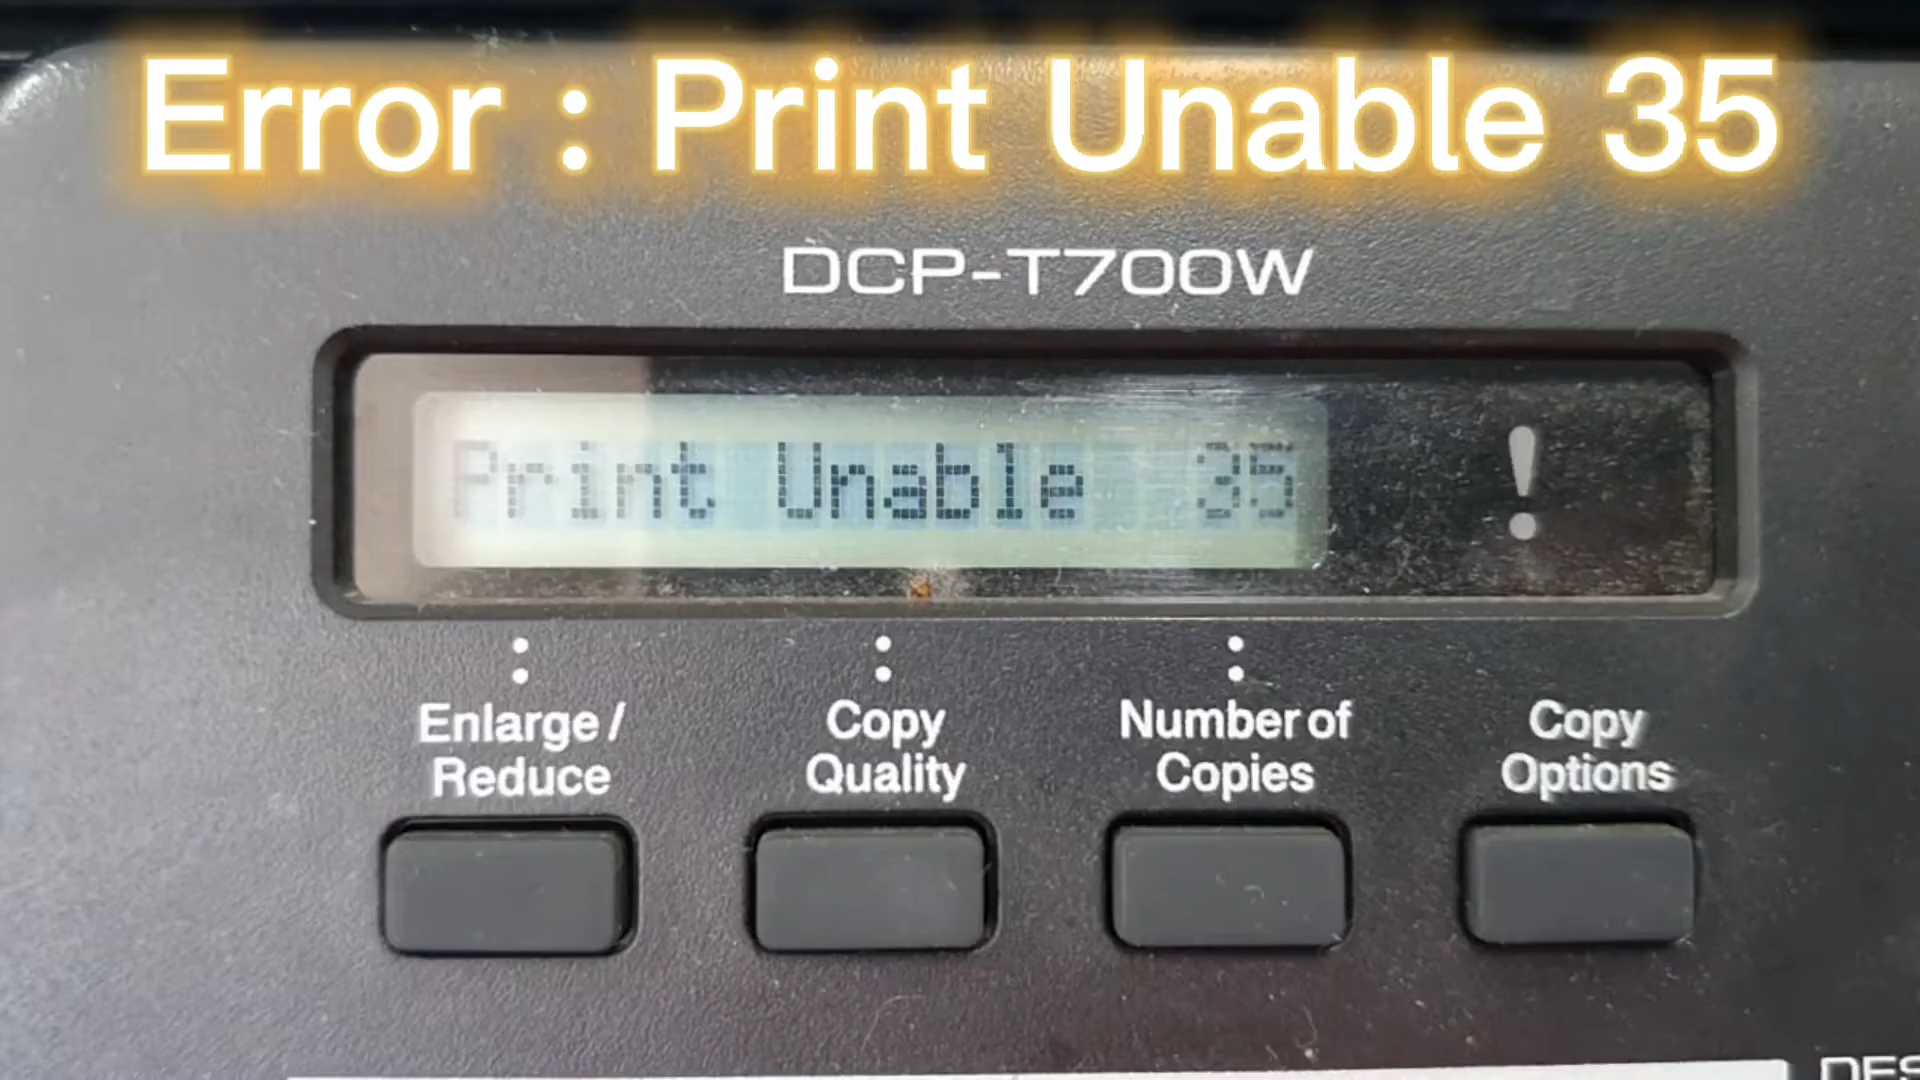 Error : Print Unable 35
DCP-T700W
Print Unable 35
!
Enlarge /
Reduce
Copy
Quality
Number of
Copies
Copy
Options